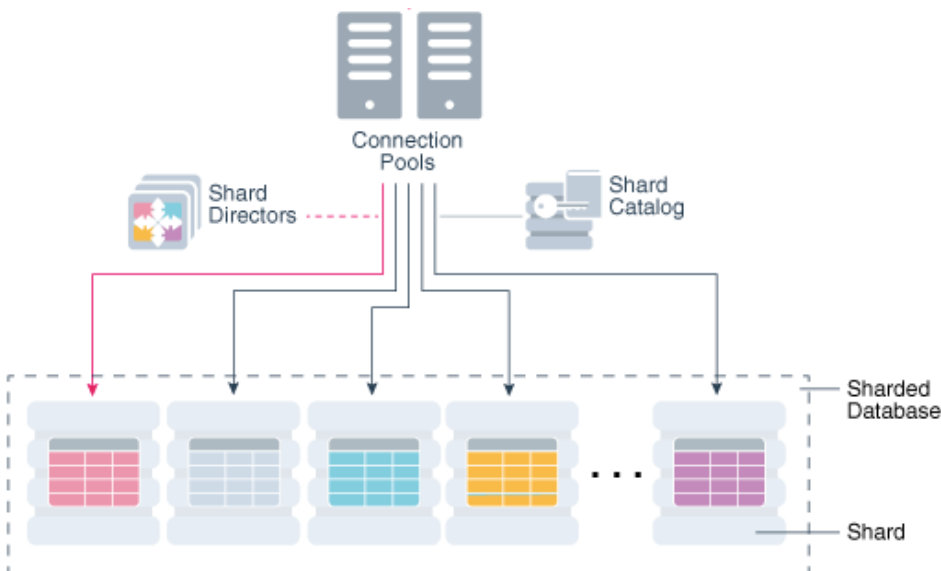 Connection
Pools
Shard
Directors
Shard
Catalog
Sharded
Database
. . .
Shard